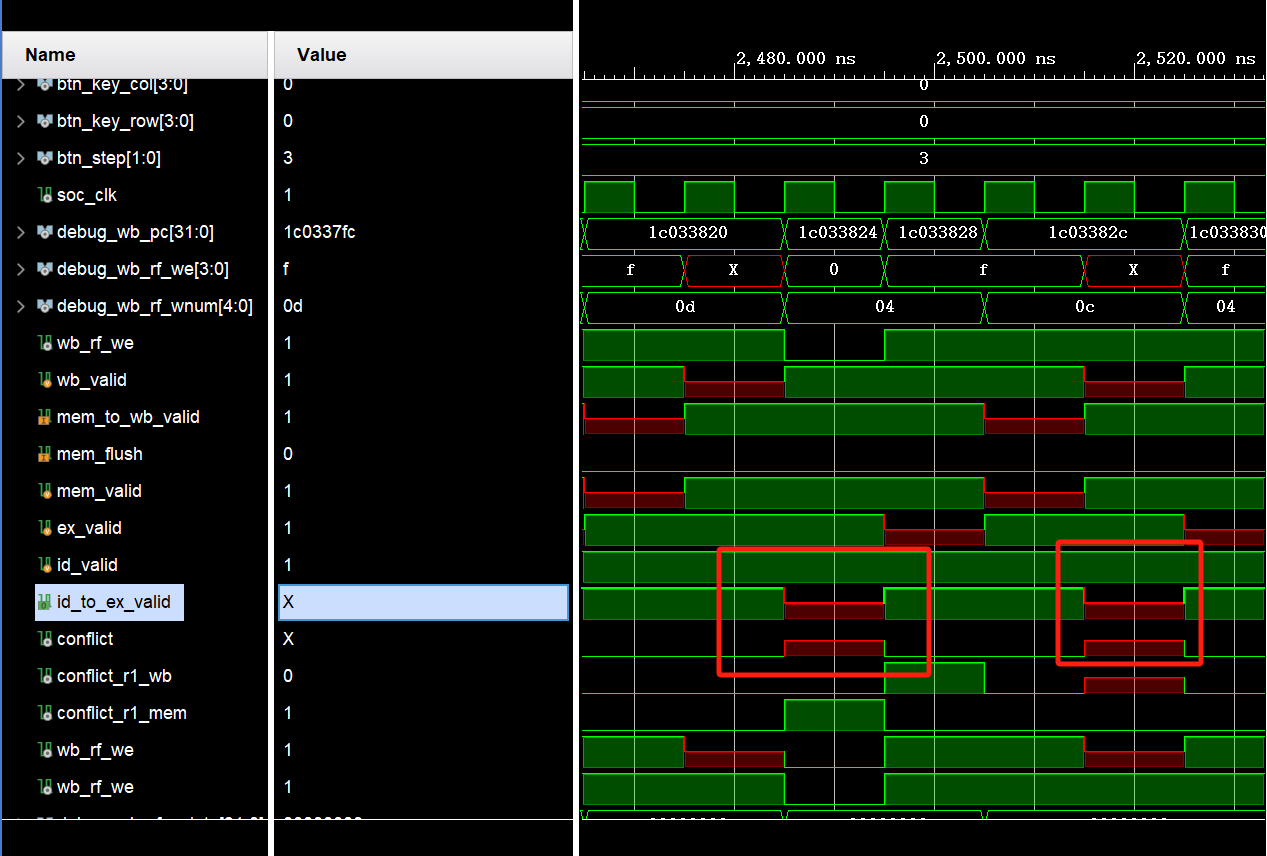 Name Value
2,480.000 ns 2,500.000 ns 2,520.000 ns
btn_key_col[3:0] 0 0
btn_key_row[3:0] 0 0
btn_step[1:0] 3 3
soc_clk 1
debug_wb_pc[31:0] 1c0337fc 1c033820 1c033824 1c033828 1c03382c 1c033830
debug_wb_rf_we[3:0] f f X 0 f X f
debug_wb_rf_wnum[4:0] 0d 0d 04 0c 04
wb_rf_we 1
wb_valid 1
mem_to_wb_valid 1
mem_flush 0
mem_valid 1
ex_valid 1
id_valid 1
id_to_ex_valid X
conflict X
conflict_r1_wb 0
conflict_r1_mem 1
wb_rf_we 1
wb_rf_we 1